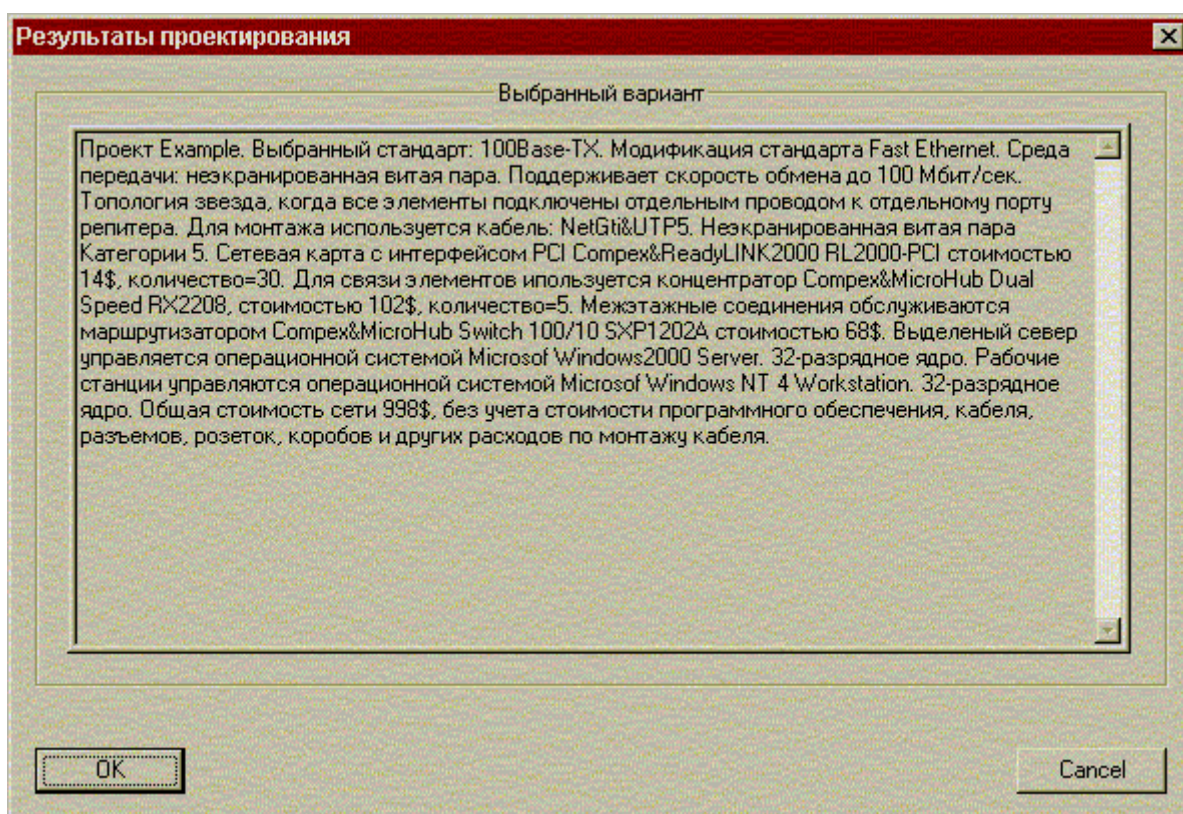 Результаты проектирования
Выбранный вариант
Проект Example. Выбранный стандарт: 100Base-TX. Модификация стандарта Fast Ethernet. Среда
передачи: неэкранированная витая пара. Поддерживает скорость обмена до 100 Мбит/сек.
Топология звезда, когда все элементы подключены отдельным проводом к отдельному порту
репитера. Для монтажа используется кабель: NetGti&UTP5. Неэкранированная витая пара
Категории 5. Сетевая карта с интерфейсом PCI Compex&ReadyLINK2000 RL2000-PCI стоимостью
14$, количество=30. Для связи элементов ипользуется концентратор Compex&MicroHub Dual
Speed RX2208, стоимостью 102$, количество=5. Межэтажные соединения обслуживаются
маршрутизатором Compex&MicroHub Switch 100/10 SXP1202A стоимостью 68$. Выделеный север
управляется операционной системой Microsof Windows2000 Server. 32-разрядное ядро. Рабочие
станции управляются операционной системой Microsof Windows NT 4 Workstation. 32-разрядное
ядро. Общая стоимость сети 998$, без учета стоимости программного обеспечения, кабеля,
разъемов, розеток, коробов и других расходов по монтажу кабеля.
OK
Cancel